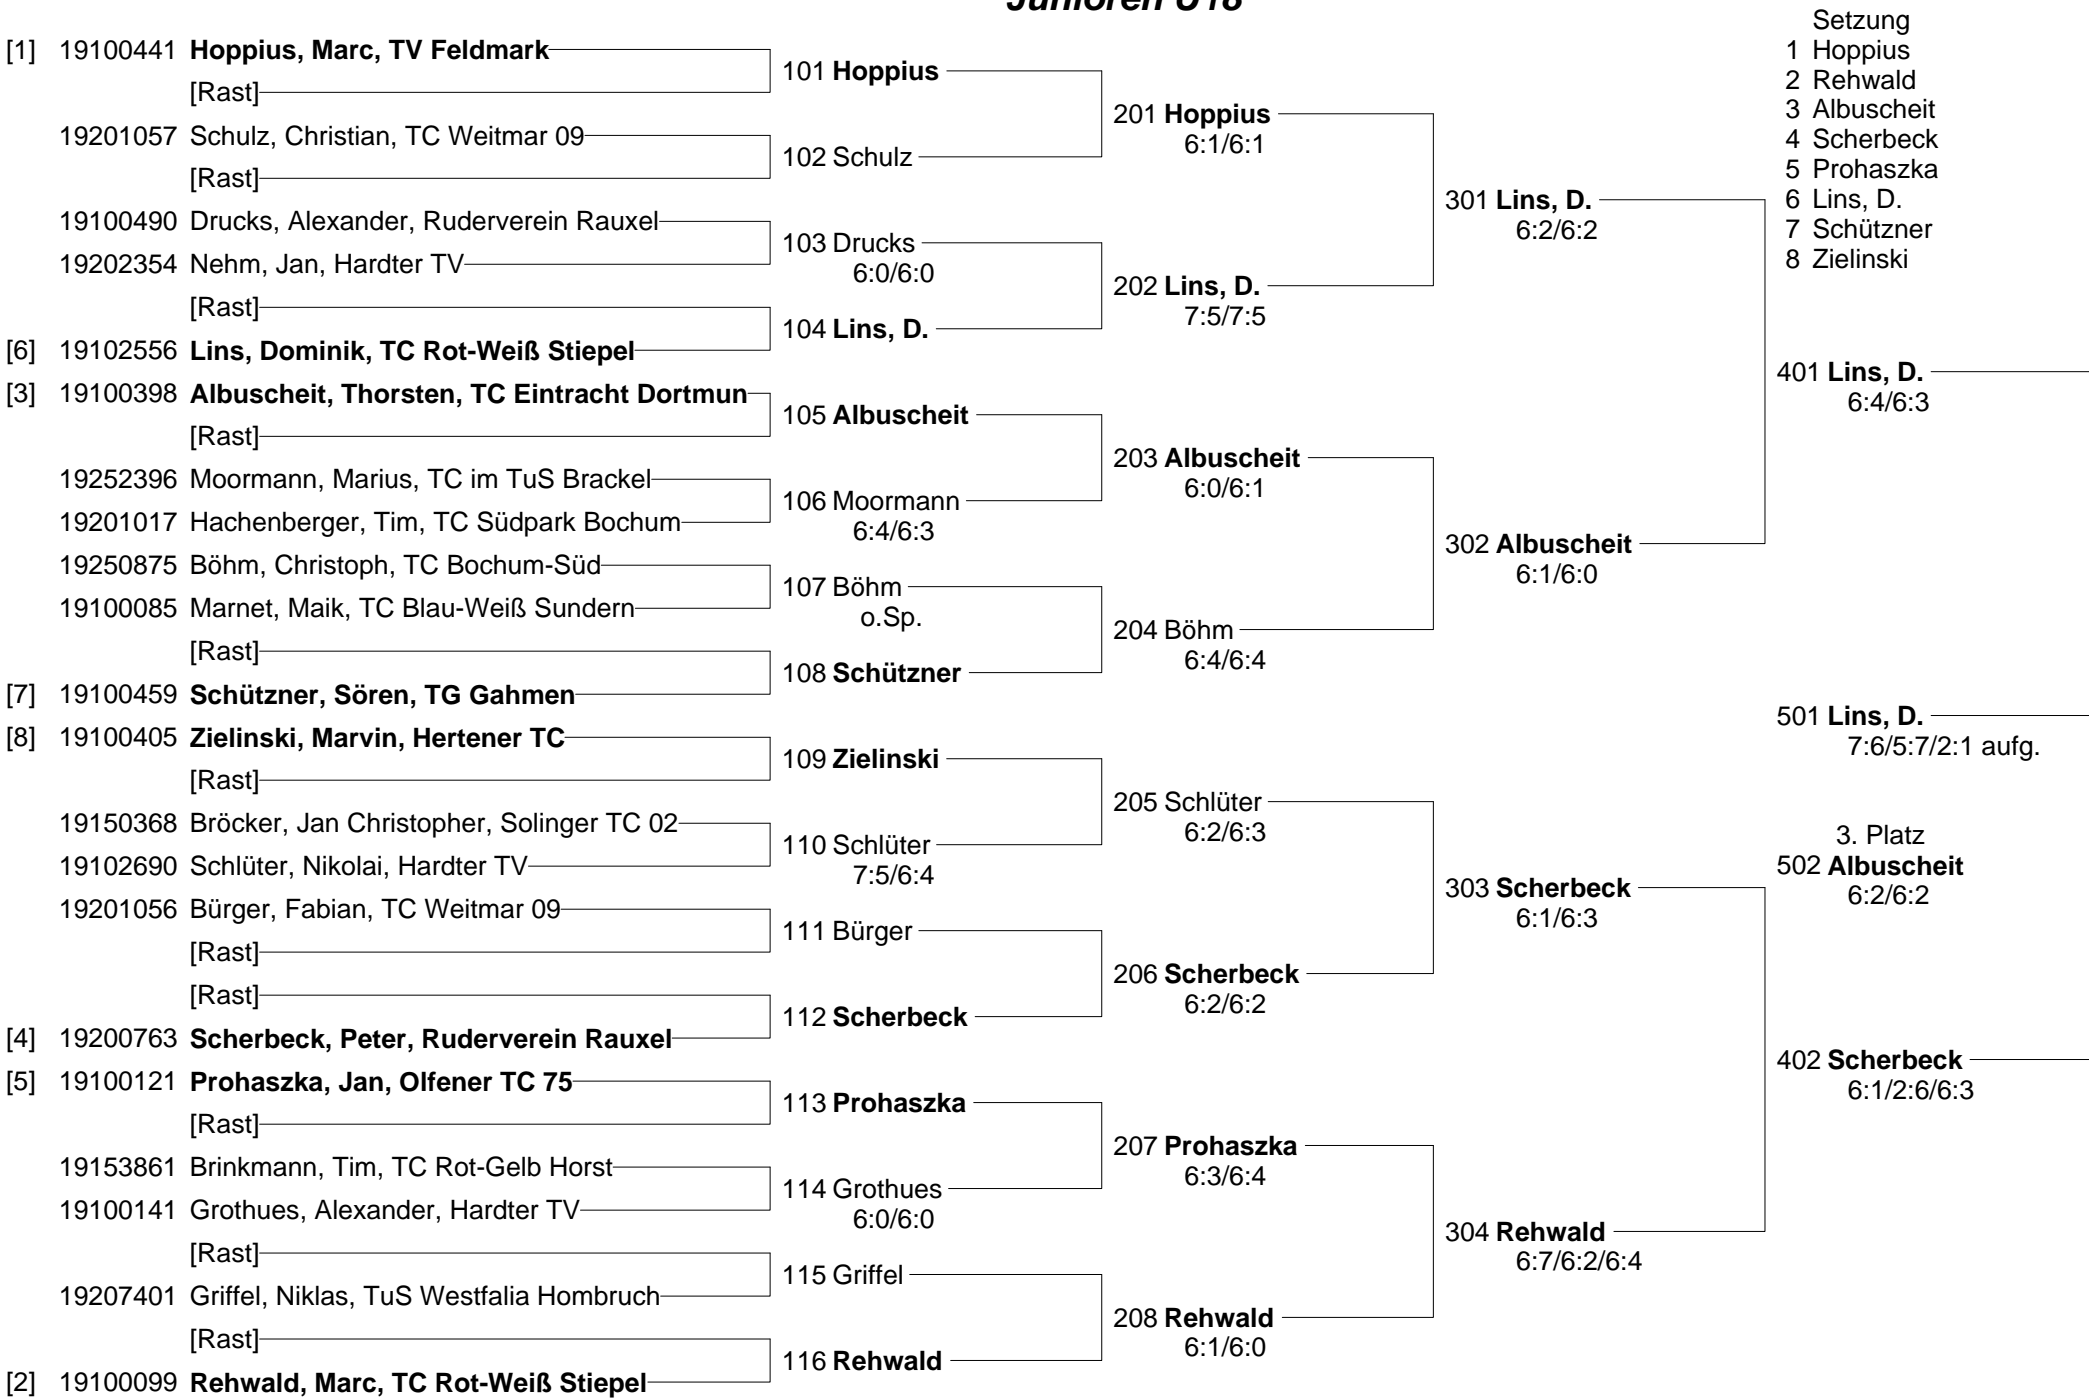 Junioren U18
[1] 19100441 Hoppius, Marc, TV Feldmark
[Rast]
19201057 Schulz, Christian, TC Weitmar 09
[Rast]
19100490 Drucks, Alexander, Ruderverein Rauxel
19202354 Nehm, Jan, Hardter TV
[Rast]
[6] 19102556 Lins, Dominik, TC Rot-Weiß Stiepel
[3] 19100398 Albuscheit, Thorsten, TC Eintracht Dortmun
[Rast]
19252396 Moormann, Marius, TC im TuS Brackel
19201017 Hachenberger, Tim, TC Südpark Bochum
19250875 Böhm, Christoph, TC Bochum-Süd
19100085 Marnet, Maik, TC Blau-Weiß Sundern
[Rast]
[7] 19100459 Schützner, Sören, TG Gahmen
[8] 19100405 Zielinski, Marvin, Hertener TC
[Rast]
19150368 Bröcker, Jan Christopher, Solinger TC 02
19102690 Schlüter, Nikolai, Hardter TV
19201056 Bürger, Fabian, TC Weitmar 09
[Rast]
[Rast]
[4] 19200763 Scherbeck, Peter, Ruderverein Rauxel
[5] 19100121 Prohaszka, Jan, Olfener TC 75
[Rast]
19153861 Brinkmann, Tim, TC Rot-Gelb Horst
19100141 Grothues, Alexander, Hardter TV
[Rast]
19207401 Griffel, Niklas, TuS Westfalia Hombruch
[Rast]
[2] 19100099 Rehwald, Marc, TC Rot-Weiß Stiepel
101 Hoppius
102 Schulz
103 Drucks
6:0/6:0
104 Lins, D.
105 Albuscheit
106 Moormann
6:4/6:3
107 Böhm
o.Sp.
108 Schützner
109 Zielinski
110 Schlüter
7:5/6:4
111 Bürger
112 Scherbeck
113 Prohaszka
114 Grothues
6:0/6:0
115 Griffel
116 Rehwald
201 Hoppius
6:1/6:1
202 Lins, D.
7:5/7:5
203 Albuscheit
6:0/6:1
204 Böhm
6:4/6:4
205 Schlüter
6:2/6:3
206 Scherbeck
6:2/6:2
207 Prohaszka
6:3/6:4
208 Rehwald
6:1/6:0
301 Lins, D.
6:2/6:2
302 Albuscheit
6:1/6:0
303 Scherbeck
6:1/6:3
304 Rehwald
6:7/6:2/6:4
Setzung
1 Hoppius
2 Rehwald
3 Albuscheit
4 Scherbeck
5 Prohaszka
6 Lins, D.
7 Schützner
8 Zielinski
401 Lins, D.
6:4/6:3
501 Lins, D.
7:6/5:7/2:1 aufg.
3. Platz
502 Albuscheit
6:2/6:2
402 Scherbeck
6:1/2:6/6:3